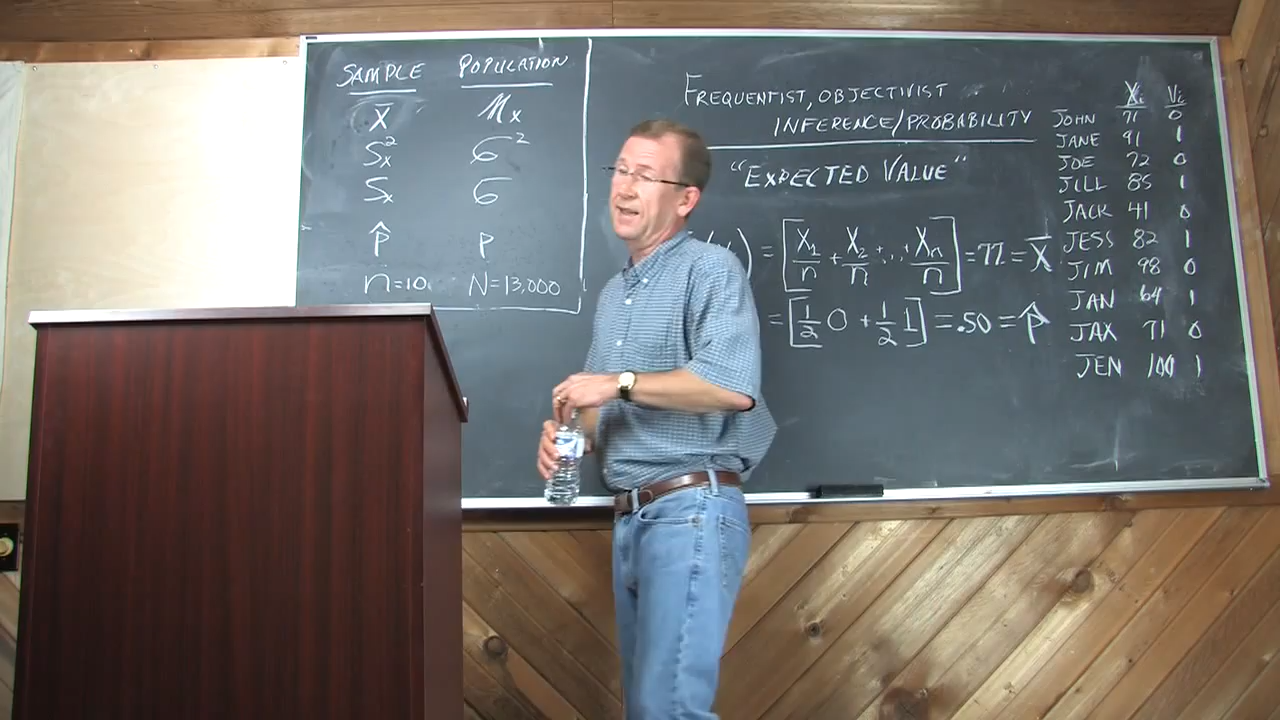 SAMPLE POPULATION
X̄ μx
Sx² σ²
Sx σ
p̂ p
n=10 N=13,000
FREQUENTIST, OBJECTIVIST
INFERENCE/PROBABILITY
"EXPECTED VALUE"
) = [X1/n + X2/n + ... + Xn/n] = 77. = X̄
= [1/2 0 + 1/2 1] = .50 = p̂
Xi Vi
JOHN 71 0
JANE 91 1
JOE 72 0
JILL 85 1
JACK 41 0
JESS 82 1
JIM 98 0
JAN 64 1
JAX 71 0
JEN 100 1